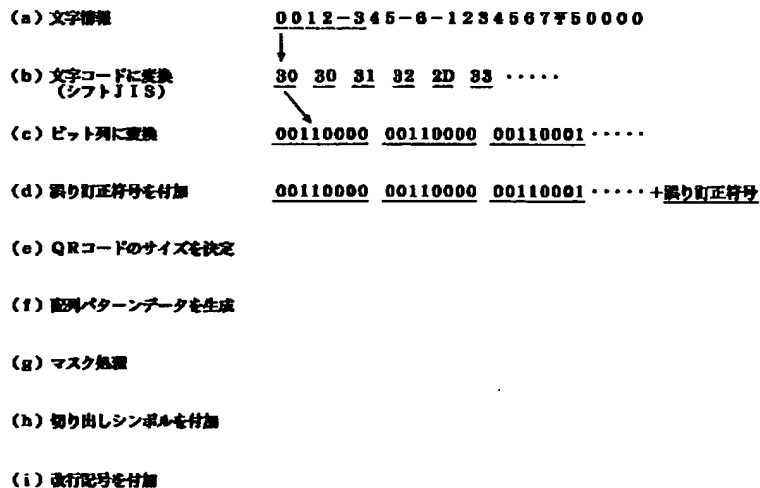 (a) 文字情報 0012-345-6-1234567¥50000
(b) 文字コードに変換 30 30 31 32 2D 33 ·····
(シフトJIS)
(c) ビット列に変換 00110000 00110000 00110001 ·····
(d) 誤り訂正符号を付加 00110000 00110000 00110001 ····· +誤り訂正符号
(e) QRコードのサイズを決定
(f) 配列パターンデータを生成
(g) マスク処理
(h) 切り出しシンボルを付加
(i) 改行記号を付加